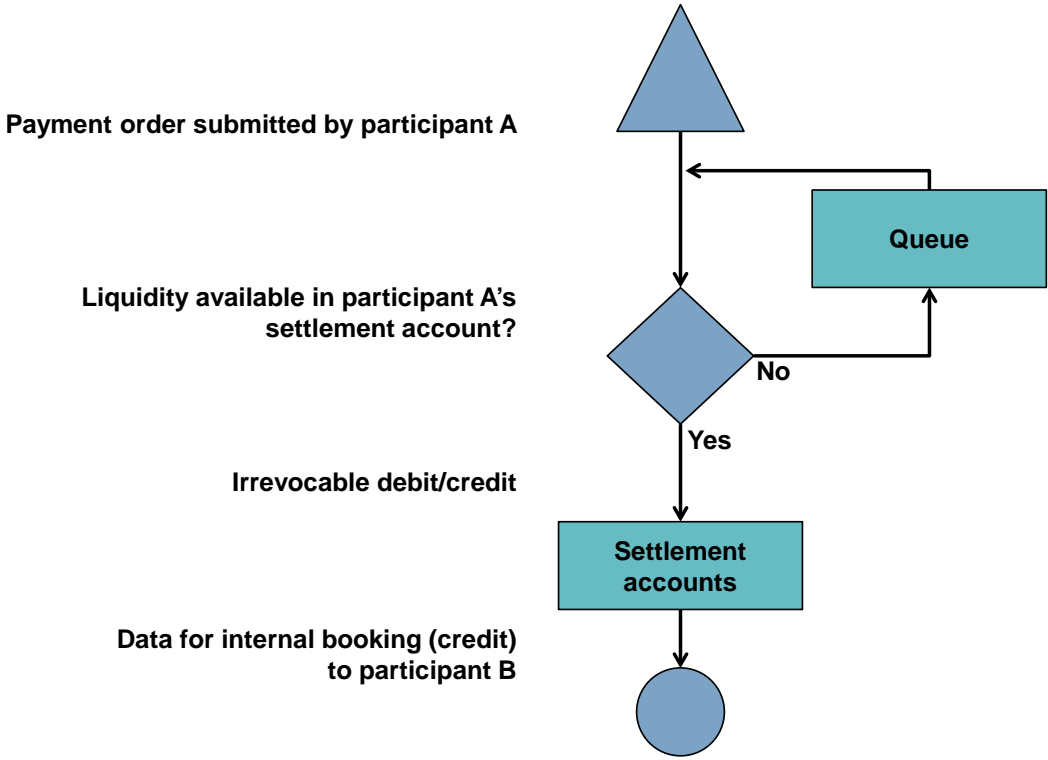 Payment order submitted by participant A
Queue
Liquidity available in participant A’s
settlement account?
No
Yes
Irrevocable debit/credit
Settlement
accounts
Data for internal booking (credit)
to participant B